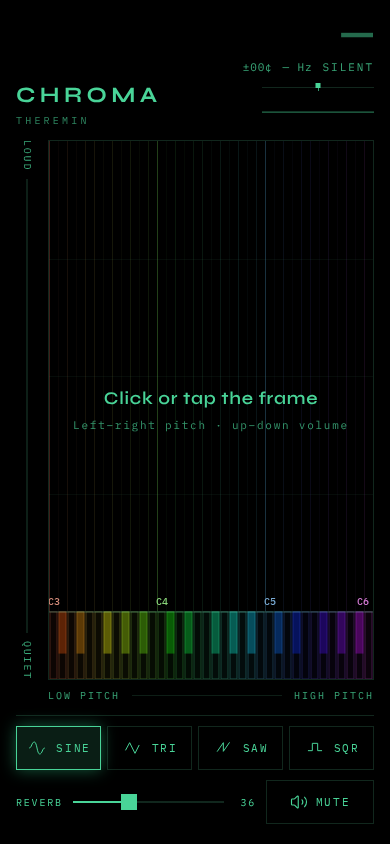 ±00¢ — Hz SILENT
CHROMA
THEREMIN
LOUD
Click or tap the frame
Left–right pitch · up–down volume
C3 C4 C5 C6
QUIET
LOW PITCH HIGH PITCH
SINE TRI SAW SQR
REVERB 36 MUTE